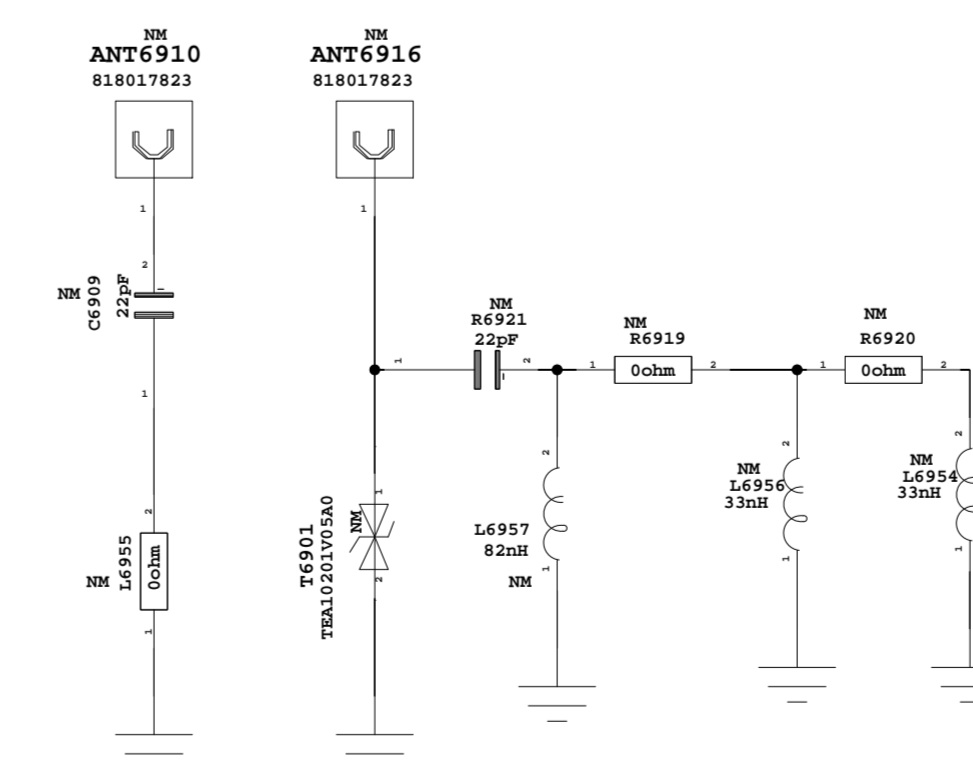 NM
ANT6910
818017823
1
2
NM
C6909
22pF
1
2
NM
L6955
0ohm
1
NM
ANT6916
818017823
1
1
NM
T6901
TEA10201V05A0
2
1
NM
R6921
22pF
2
1
NM
R6919
0ohm
2
1
NM
R6920
0ohm
2
2
L6957
82nH
NM
1
2
NM
L6956
33nH
1
2
NM
L6954
33nH
1